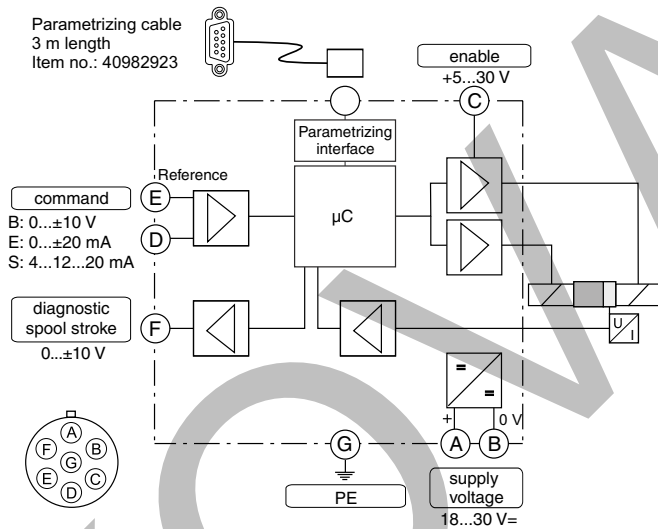 Parametrizing cable
3 m length
Item no.: 40982923
enable
+5...30 V
C
Parametrizing
interface
Reference
command
E
D
µC
B: 0...±10 V
E: 0...±20 mA
S: 4...12...20 mA
diagnostic
spool stroke
F
0...±10 V
U
I
=
=
+
0 V
A
B
G
PE
supply
voltage
18...30 V=
A
F
B
G
E
C
D